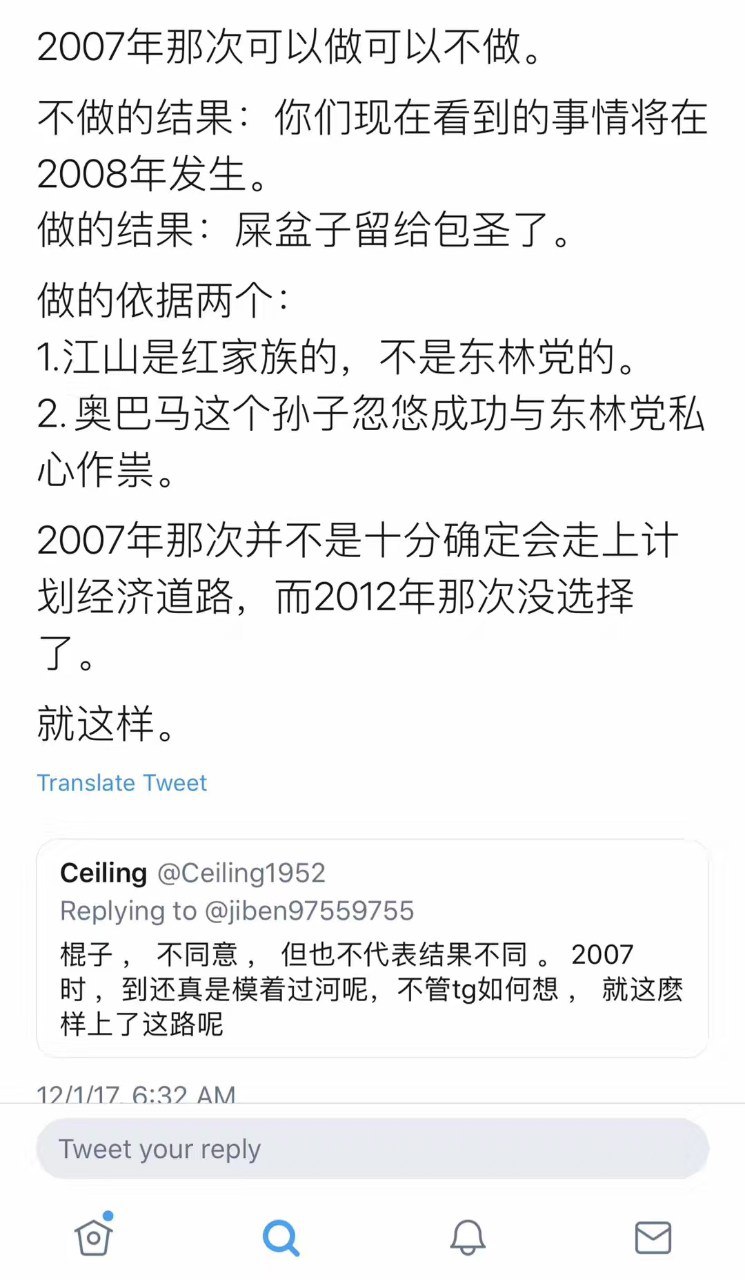 2007年那次可以做可以不做。
不做的结果：你们现在看到的事情将在
2008年发生。
做的结果：屎盆子留给包圣了。
做的依据两个：
1.江山是红家族的，不是东林党的。
2. 奥巴马这个孙子忽悠成功与东林党私
心作祟。
2007年那次并不是十分确定会走上计
划经济道路，而2012年那次没选择
了。
就这样。
Translate Tweet
Ceiling @Ceiling1952
Replying to @jiben97559755
棍子 ， 不同意 ， 但也不代表结果不同 。 2007
时 ，到还真是模着过河呢，不管tg如何想 ， 就这麽
样上了这路呢
12/1/17, 6:32 AM
Tweet your reply